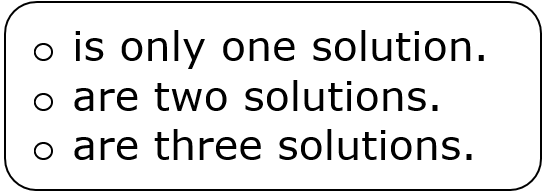 is only one solution.
are two solutions.
are three solutions.